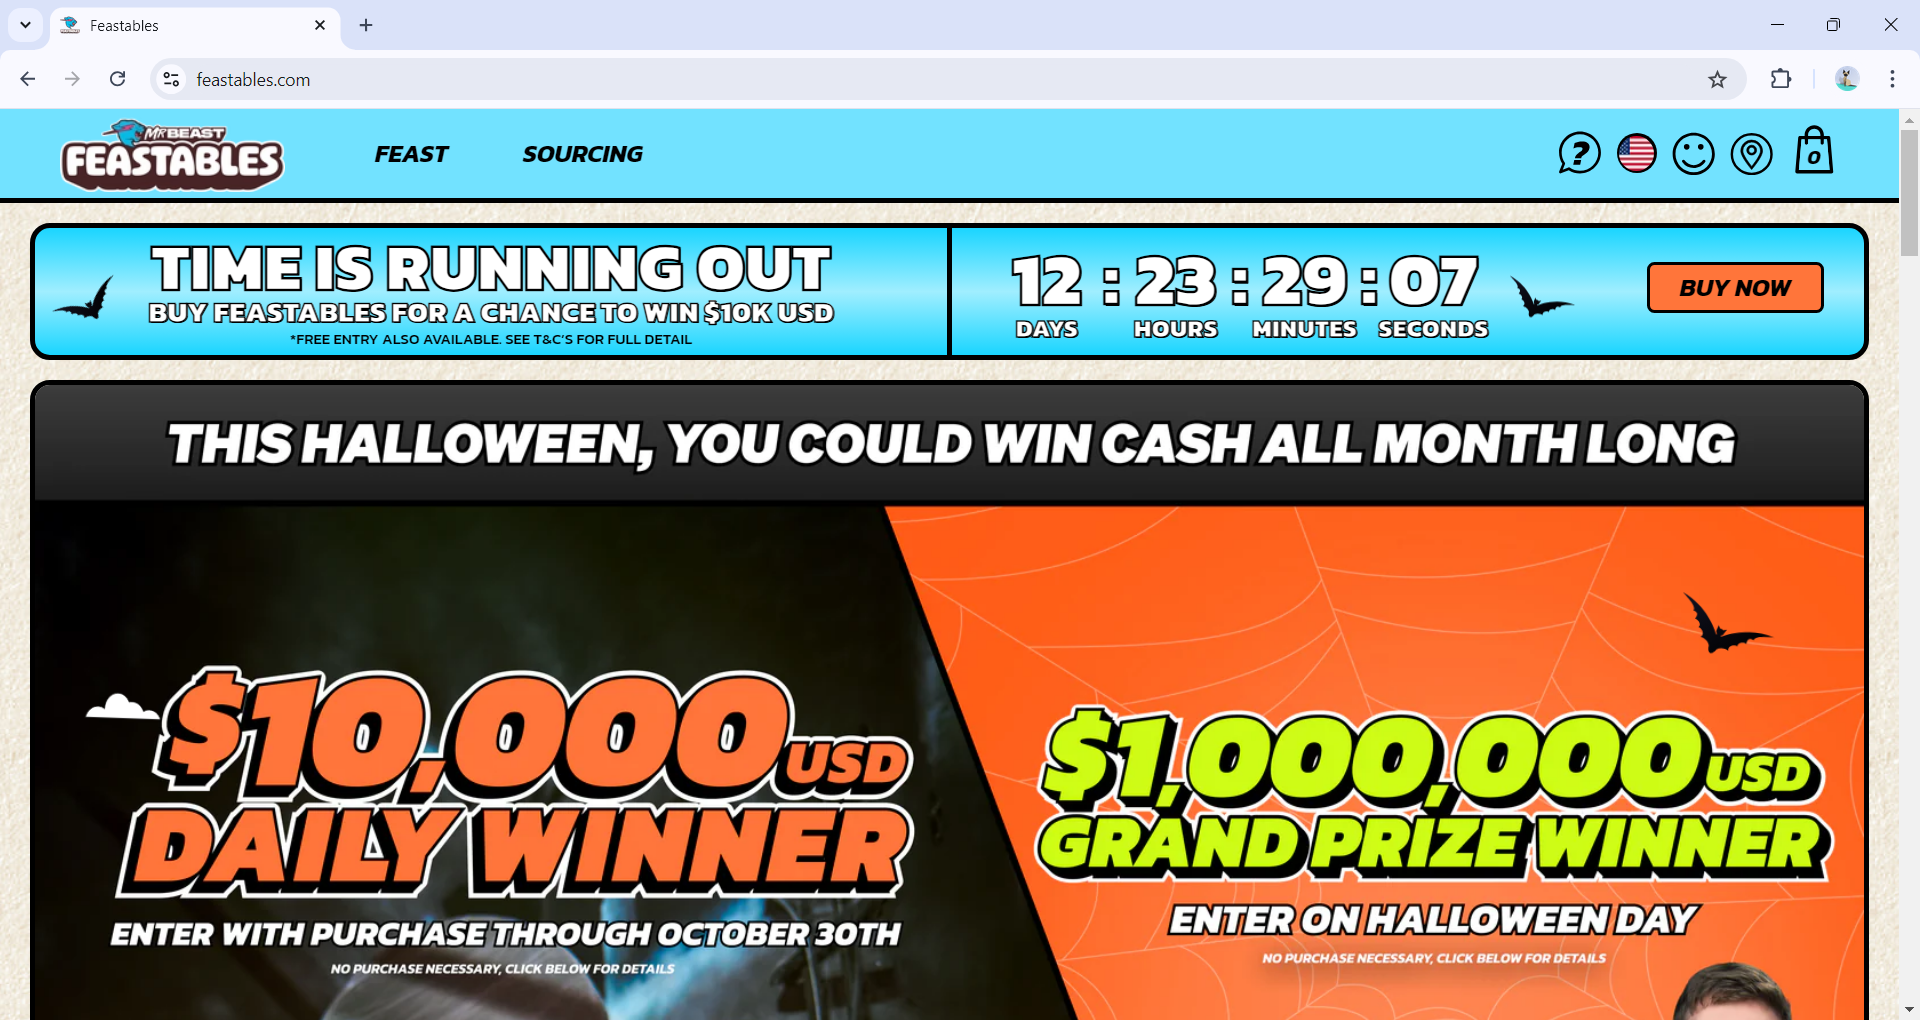 Feastables
feastables.com
MRBEAST
FEASTABLES
FEAST
SOURCING
?
0
TIME IS RUNNING OUT
BUY FEASTABLES FOR A CHANCE TO WIN $10K USD
*FREE ENTRY ALSO AVAILABLE. SEE T&C'S FOR FULL DETAIL
12 : 23 : 29 : 07
DAYS HOURS MINUTES SECONDS
BUY NOW
THIS HALLOWEEN, YOU COULD WIN CASH ALL MONTH LONG
$10,000 USD
DAILY WINNER
ENTER WITH PURCHASE THROUGH OCTOBER 30TH
NO PURCHASE NECESSARY, CLICK BELOW FOR DETAILS
$1,000,000 USD
GRAND PRIZE WINNER
ENTER ON HALLOWEEN DAY
NO PURCHASE NECESSARY, CLICK BELOW FOR DETAILS